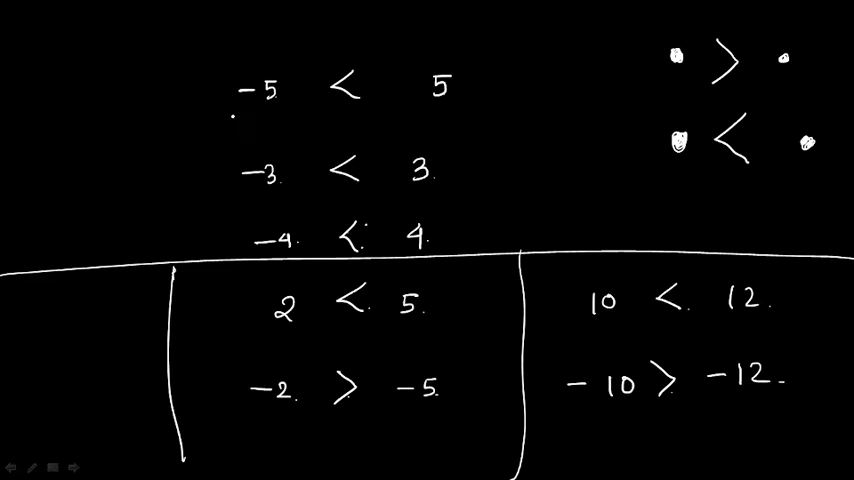 -5 < 5
• > •
• < •
-3 < 3
-4 < 4
2 < 5
10 < 12
-2 > -5
-10 > -12